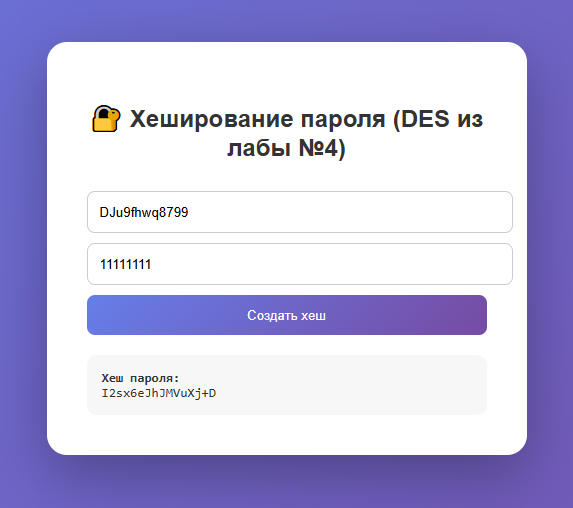 🔐 Хеширование пароля (DES из
лабы №4)
DJu9fhwq8799
11111111
Создать хеш
Хеш пароля:
I2sx6eJhJMVuXj+D